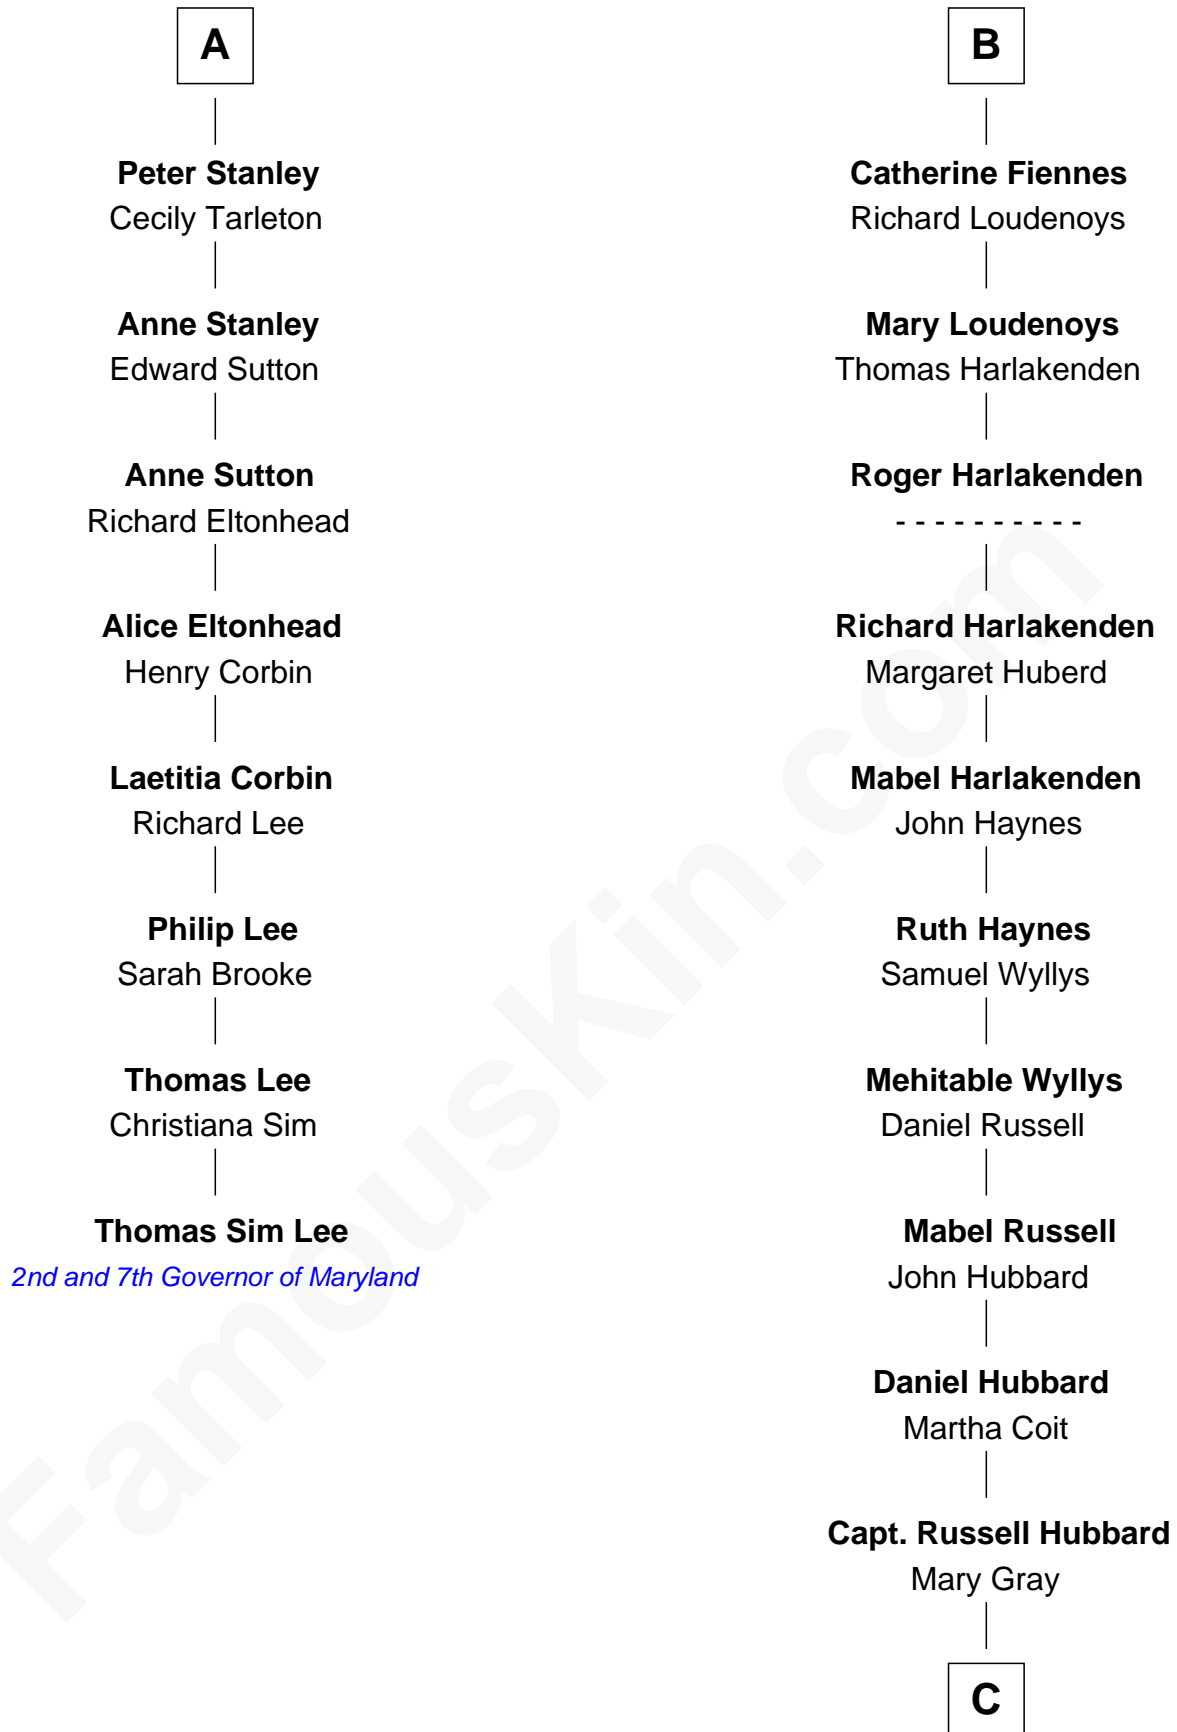 A
Peter Stanley
Cecily Tarleton
Anne Stanley
Edward Sutton
Anne Sutton
Richard Eltonhead
Alice Eltonhead
Henry Corbin
Laetitia Corbin
Richard Lee
Philip Lee
Sarah Brooke
Thomas Lee
Christiana Sim
Thomas Sim Lee
2nd and 7th Governor of Maryland
B
Catherine Fiennes
Richard Loudenoys
Mary Loudenoys
Thomas Harlakenden
Roger Harlakenden
- - - - - - - - - -
Richard Harlakenden
Margaret Huberd
Mabel Harlakenden
John Haynes
Ruth Haynes
Samuel Wyllys
Mehitable Wyllys
Daniel Russell
Mabel Russell
John Hubbard
Daniel Hubbard
Martha Coit
Capt. Russell Hubbard
Mary Gray
C
FamousKin.com